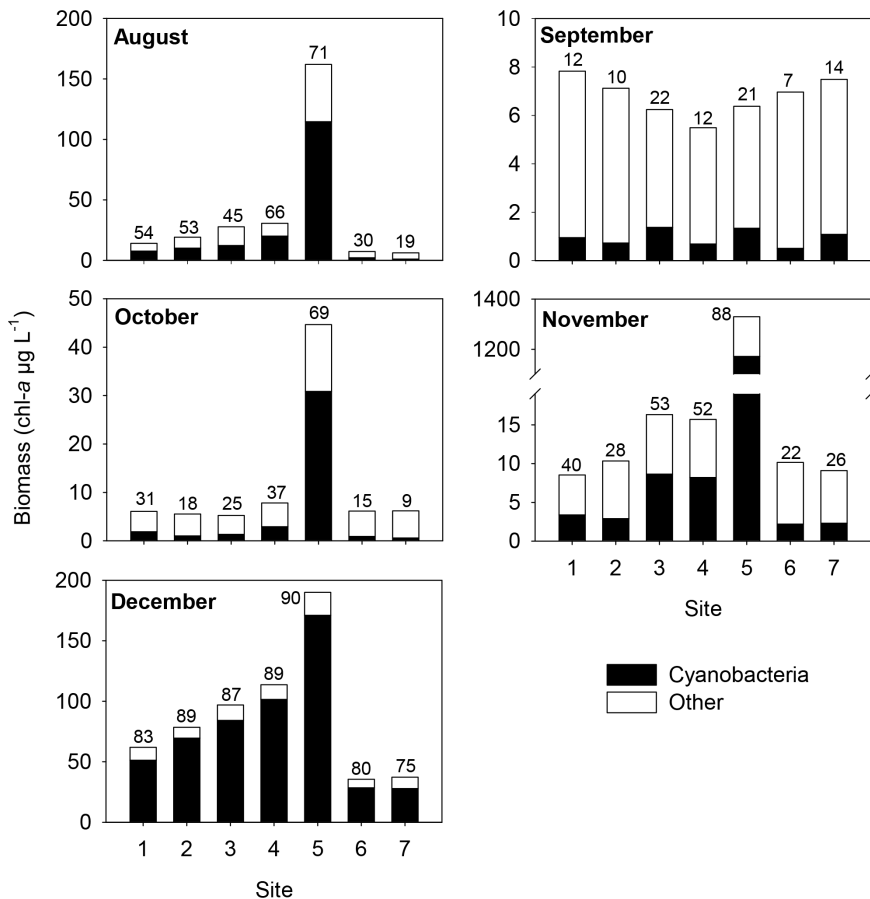 Biomass (chl-a µg L-1)
August
200
150
100
50
0
54 53 45 66 71 30 19
September
10
8
6
4
2
0
12 10 22 12 21 7 14
October
50
40
30
20
10
0
31 18 25 37 69 15 9
November
1400
1200
15
10
5
0
40 28 53 52 88 22 26
1 2 3 4 5 6 7
Site
December
200
150
100
50
0
83 89 87 89 90 80 75
1 2 3 4 5 6 7
Site
Cyanobacteria
Other